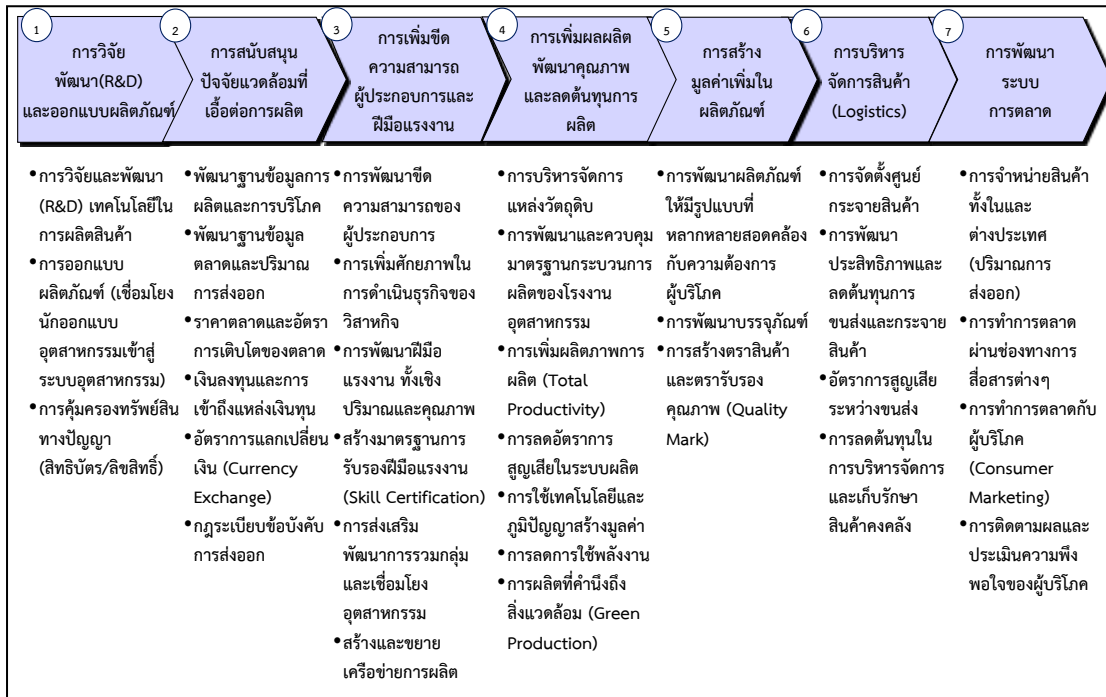 1
การวิจัย
พัฒนา(R&D)
และออกแบบผลิตภัณฑ์
2
การสนับสนุน
ปัจจัยแวดล้อมที่
เอื้อต่อการผลิต
3
การเพิ่มขีด
ความสามารถ
ผู้ประกอบการและ
ฝีมือแรงงาน
4
การเพิ่มผลผลิต
พัฒนาคุณภาพ
และลดต้นทุนการ
ผลิต
5
การสร้าง
มูลค่าเพิ่มใน
ผลิตภัณฑ์
6
การบริหาร
จัดการสินค้า
(Logistics)
7
การพัฒนา
ระบบ
การตลาด
•การวิจัยและพัฒนา
(R&D) เทคโนโลยีใน
การผลิตสินค้า
•การออกแบบ
ผลิตภัณฑ์ (เชื่อมโยง
นักออกแบบ
อุตสาหกรรมเข้าสู่
ระบบอุตสาหกรรม)
•การคุ้มครองทรัพย์สิน
ทางปัญญา
(สิทธิบัตร/ลิขสิทธิ์)
•พัฒนาฐานข้อมูลการ
ผลิตและการบริโภค
•พัฒนาฐานข้อมูล
ตลาดและปริมาณ
การส่งออก
•ราคาตลาดและอัตรา
การเติบโตของตลาด
•เงินลงทุนและการ
เข้าถึงแหล่งเงินทุน
•อัตราการแลกเปลี่ยน
เงิน (Currency
Exchange)
•กฎระเบียบข้อบังคับ
การส่งออก
•การพัฒนาขีด
ความสามารถของ
ผู้ประกอบการ
•การเพิ่มศักยภาพใน
การดำเนินธุรกิจของ
วิสาหกิจ
•การพัฒนาฝีมือ
แรงงาน ทั้งเชิง
ปริมาณและคุณภาพ
•สร้างมาตรฐานการ
รับรองฝีมือแรงงาน
(Skill Certification)
•การส่งเสริม
พัฒนาการรวมกลุ่ม
และเชื่อมโยง
อุตสาหกรรม
•สร้างและขยาย
เครือข่ายการผลิต
•การบริหารจัดการ
แหล่งวัตถุดิบ
•การพัฒนาและควบคุม
มาตรฐานกระบวนการ
ผลิตของโรงงาน
อุตสาหกรรม
•การเพิ่มผลิตภาพการ
ผลิต (Total
Productivity)
•การลดอัตราการ
สูญเสียในระบบผลิต
•การใช้เทคโนโลยีและ
ภูมิปัญญาสร้างมูลค่า
•การลดการใช้พลังงาน
•การผลิตที่คำนึงถึง
สิ่งแวดล้อม (Green
Production)
•การพัฒนาผลิตภัณฑ์
ให้มีรูปแบบที่
หลากหลายสอดคล้อง
กับความต้องการ
ผู้บริโภค
•การพัฒนาบรรจุภัณฑ์
•การสร้างตราสินค้า
และตรารับรอง
คุณภาพ (Quality
Mark)
•การจัดตั้งศูนย์
กระจายสินค้า
•การพัฒนา
ประสิทธิภาพและ
ลดต้นทุนการ
ขนส่งและกระจาย
สินค้า
•อัตราการสูญเสีย
ระหว่างขนส่ง
•การลดต้นทุนใน
การบริหารจัดการ
และเก็บรักษา
สินค้าคงคลัง
•การจำหน่ายสินค้า
ทั้งในและ
ต่างประเทศ
(ปริมาณการ
ส่งออก)
•การทำการตลาด
ผ่านช่องทางการ
สื่อสารต่างๆ
•การทำการตลาดกับ
ผู้บริโภค
(Consumer
Marketing)
•การติดตามผลและ
ประเมินความพึง
พอใจของผู้บริโภค